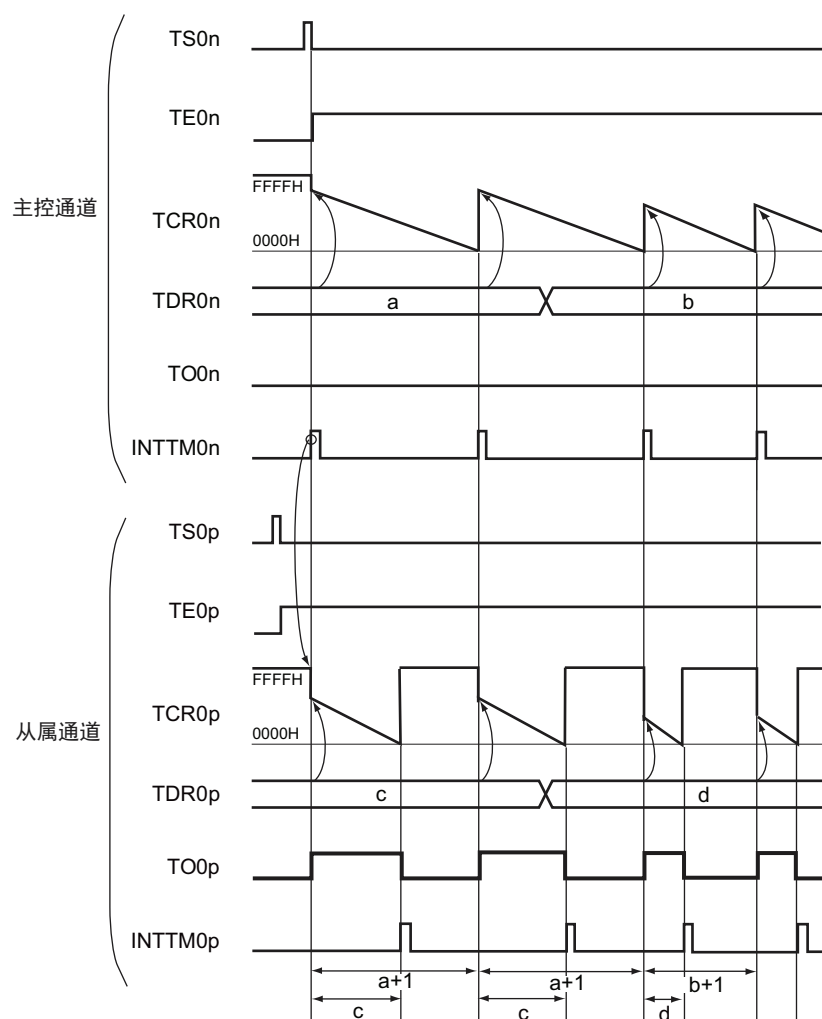 TS0n
TE0n
主控通道
FFFFH
TCR0n
0000H
TDR0n
a
b
TO0n
INTTM0n
TS0p
TE0p
从属通道
FFFFH
TCR0p
0000H
TDR0p
c
d
TO0p
INTTM0p
a+1
a+1
b+1
c
c
d